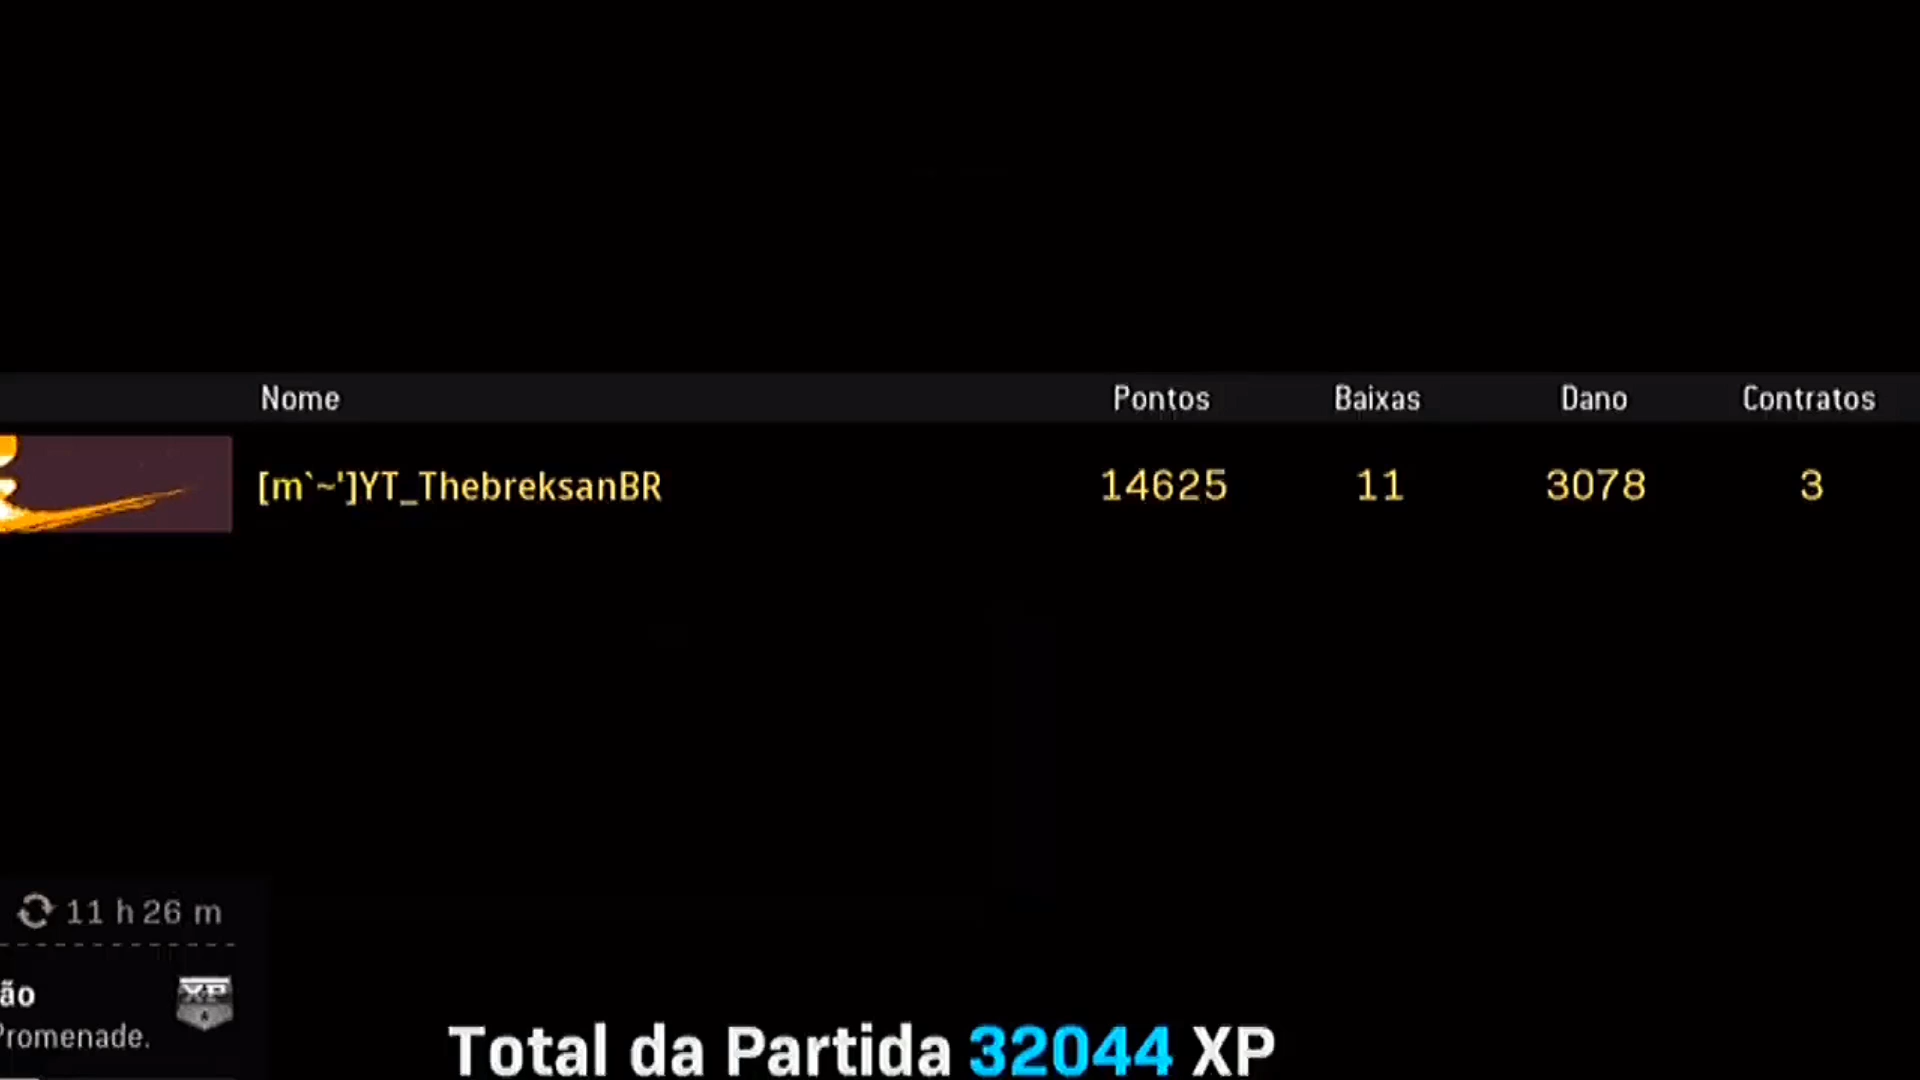 Nome Pontos Baixas Dano Contratos
[m`~']YT_ThebreksanBR 14625 11 3078 3
11 h 26 m
ão
XP
Promenade.
Total da Partida 32044 XP